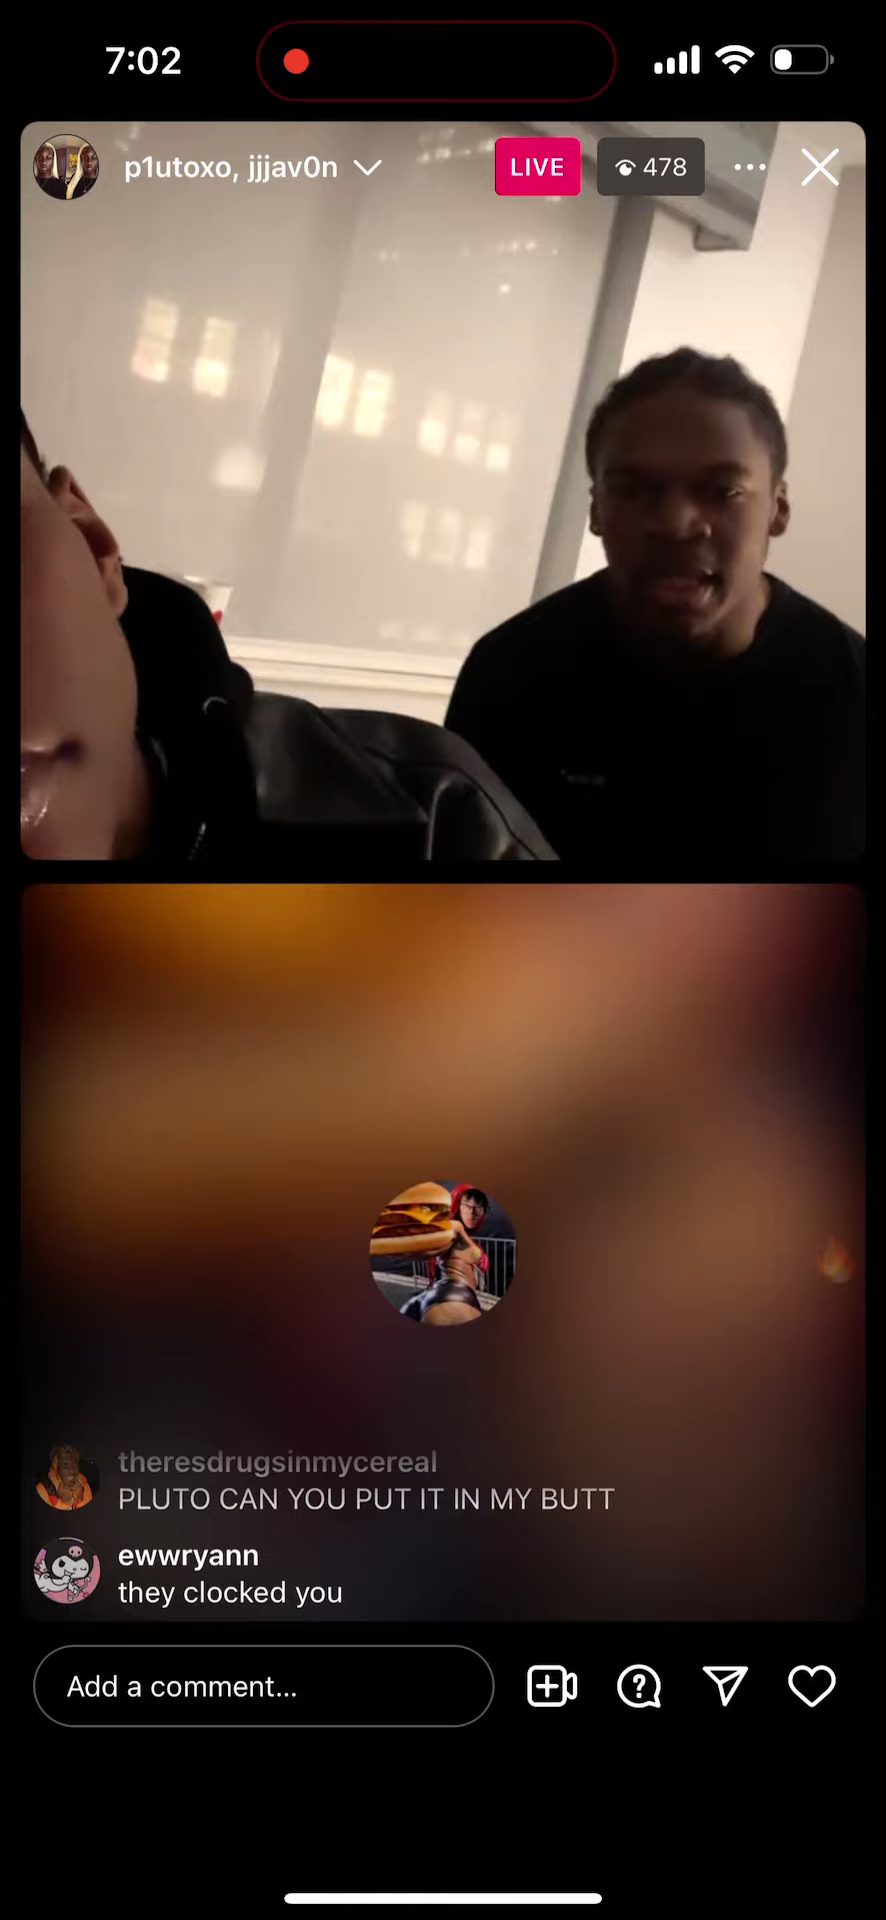 7:02
p1utoxo, jjjav0n
LIVE
478
theresdrugsinmycereal
PLUTO CAN YOU PUT IT IN MY BUTT
ewwryann
they clocked you
Add a comment...